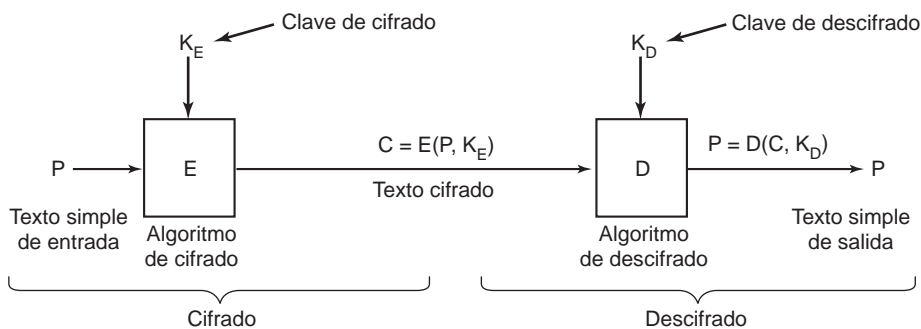 Clave de cifrado
K_E
Clave de descifrado
K_D
P
E
C = E(P, K_E)
D
P = D(C, K_D)
P
Texto simple
de entrada
Algoritmo
de cifrado
Texto cifrado
Algoritmo
de descifrado
Texto simple
de salida
Cifrado
Descifrado